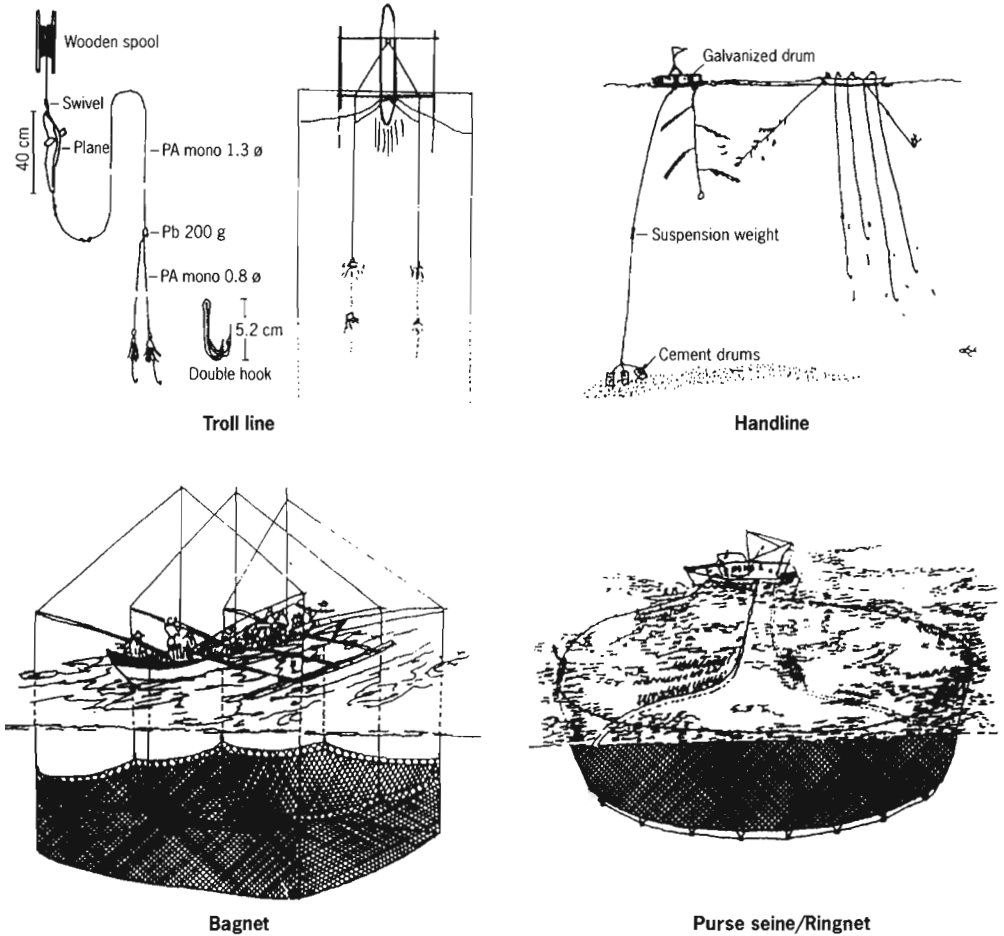 Wooden spool
Swivel
40 cm
Plane
PA mono 1.3 ø
Pb 200 g
PA mono 0.8 ø
5.2 cm
Double hook
Troll line
Galvanized drum
Suspension weight
Cement drums
Handline
Bagnet
Purse seine/Ringnet